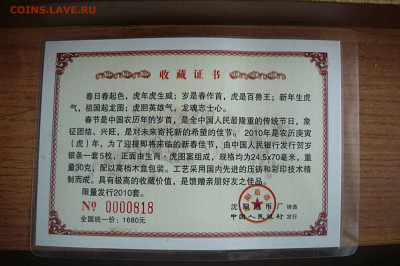 COINS.LAVE.RU
收藏证书
春日春起色，虎年虎生威；岁是春作首，虎是百兽王；新年生虎
气，祖国起龙图；虎胆英雄气，龙魂志士心。
春节是中国农历年的岁首，是全中国人民最隆重的传统节日，象
征团结、兴旺，是对未来寄托新的希望的佳节。 2010年是农历庚寅
（虎）年，为了迎接即将来临的新春佳节，由中国人民银行发行贺岁
银条一套5枚，正面由生肖·虎图案组成，规格均为24.5x70毫米，重
量30克，配以高档木盒包装。工艺采用国内先进的压铸和彩印技术精
制而成。具有极高的收藏价值，是馈赠亲朋好友之佳品。
限量发行2010套。
No 0000818
全国统一价：1680元
沈阳造币厂 铸造
中国人民银行 发行